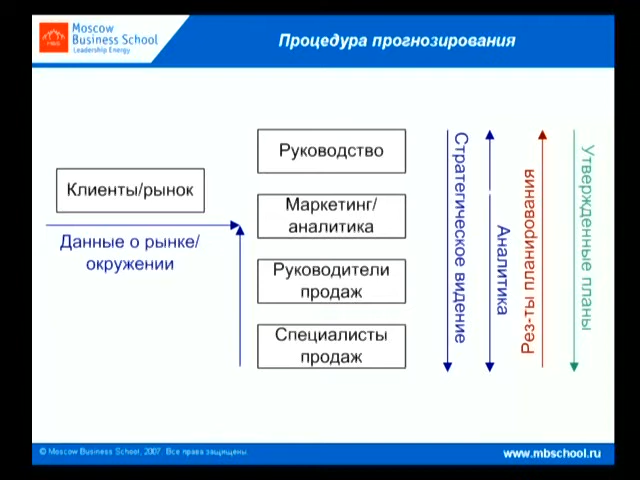 Moscow
Business School
Leadership Energy
Процедура прогнозирования
Руководство
Клиенты/рынок
Маркетинг/
аналитика
Данные о рынке/
окружении
Руководители
продаж
Специалисты
продаж
Стратегическое видение
Аналитика
Рез-ты планирования
Утвержденные планы
© Moscow Business School, 2007. Все права защищены
www.mbschool.ru